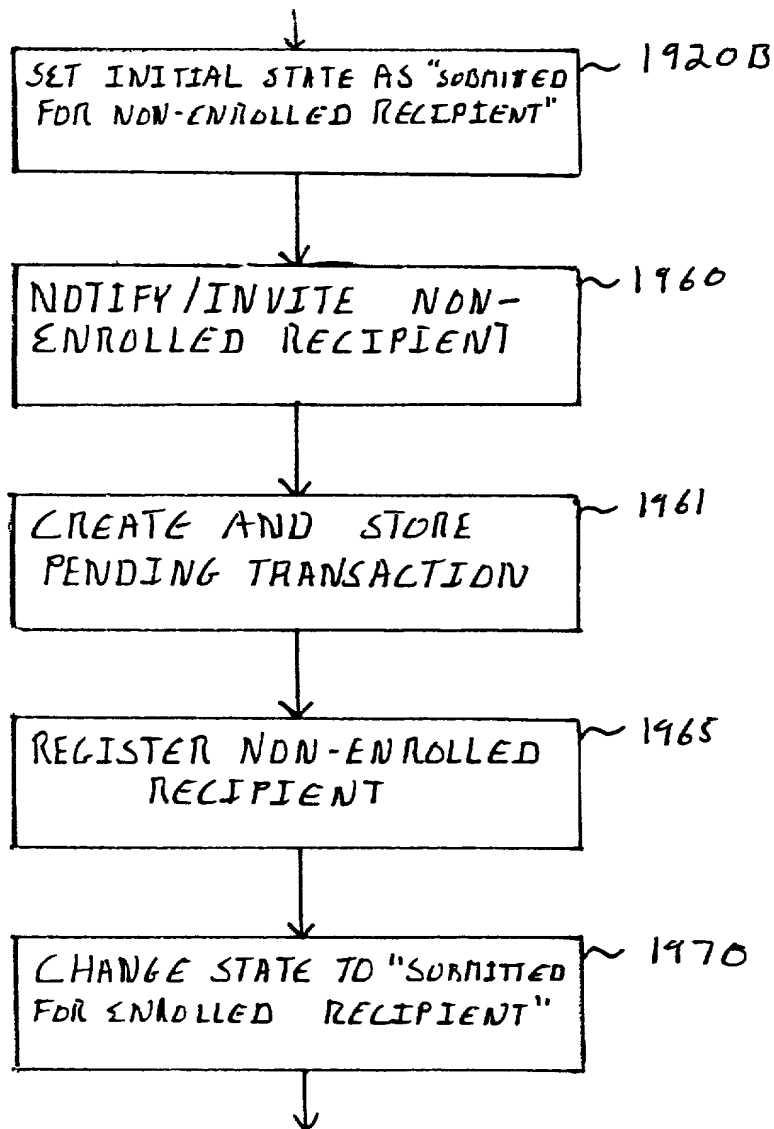 SET INITIAL STATE AS "SUBMITTED
FOR NON-ENROLLED RECIPIENT"
1920B
NOTIFY/INVITE NON-
ENROLLED RECIPIENT
1960
CREATE AND STORE
PENDING TRANSACTION
1961
REGISTER NON-ENROLLED
RECIPIENT
1965
CHANGE STATE TO "SUBMITTED
FOR ENROLLED RECIPIENT"
1970